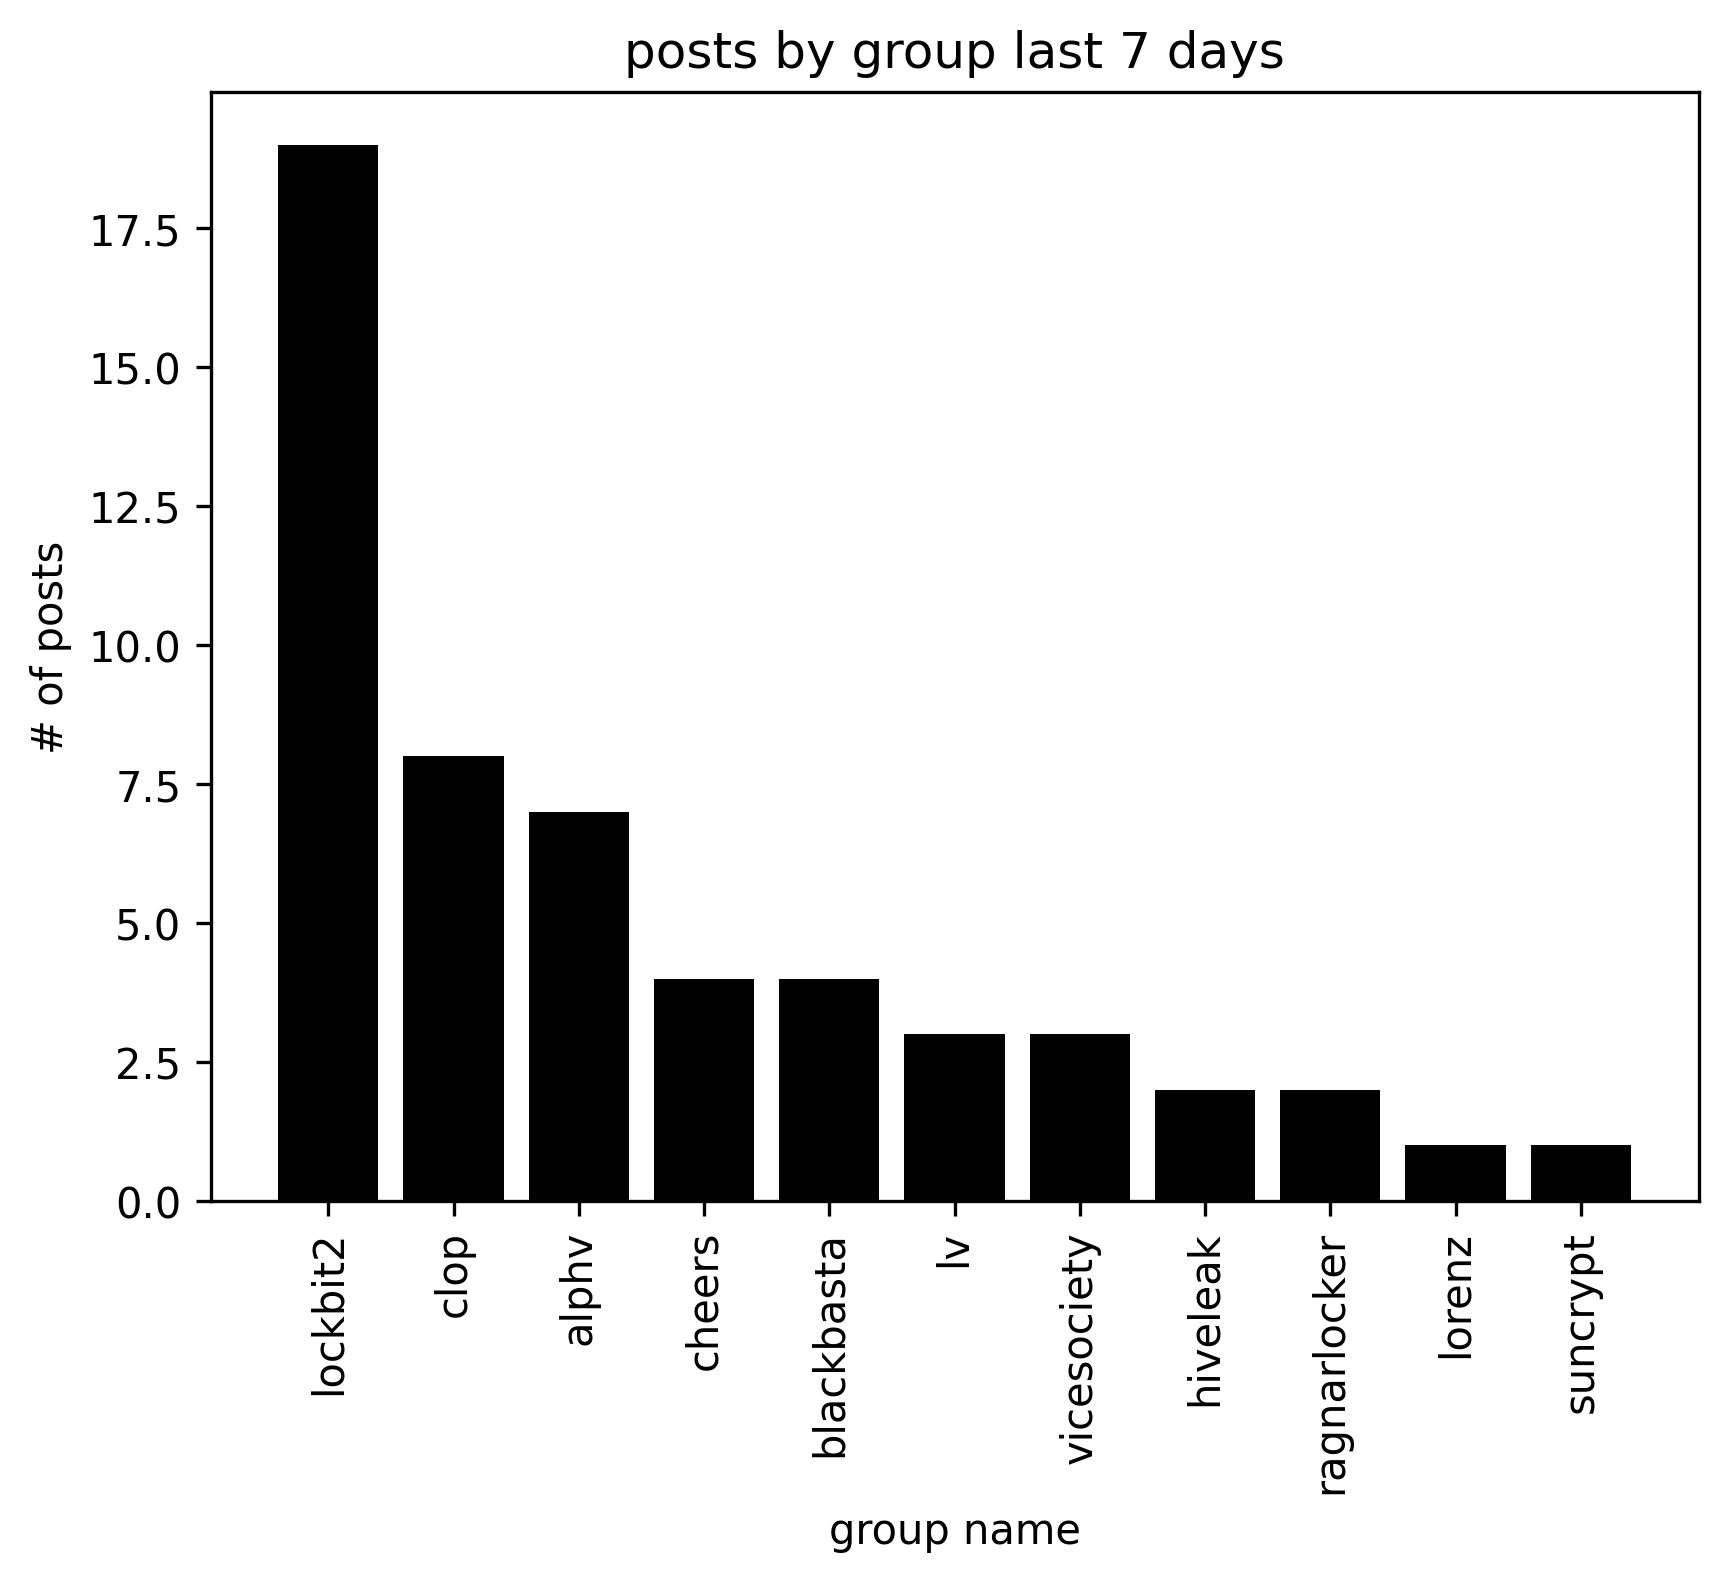 posts by group last 7 days
# of posts
17.5
15.0
12.5
10.0
7.5
5.0
2.5
0.0
lockbit2
clop
alphv
cheers
blackbasta
lv
vicesociety
hiveleak
ragnarlocker
lorenz
suncrypt
group name